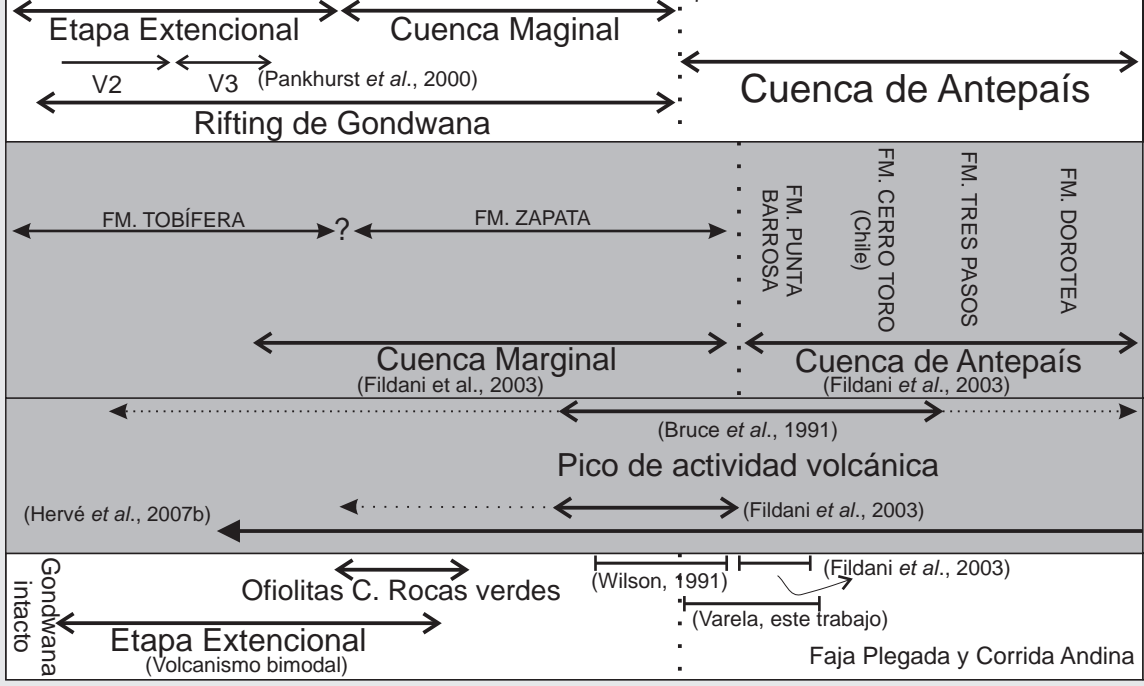 Etapa Extencional
Cuenca Maginal
V2
V3
(Pankhurst et al., 2000)
Cuenca de Antepaís
Rifting de Gondwana
FM. TOBÍFERA
?
FM. ZAPATA
FM. PUNTA
BARROSA
FM. CERRO TORO
(Chile)
FM. TRES PASOS
FM. DOROTEA
Cuenca Marginal
(Fildani et al., 2003)
Cuenca de Antepaís
(Fildani et al., 2003)
(Bruce et al., 1991)
Pico de actividad volcánica
(Hervé et al., 2007b)
(Fildani et al., 2003)
Gondwana
intacto
Ofiolitas C. Rocas verdes
(Wilson, 1991)
(Fildani et al., 2003)
(Varela, este trabajo)
Etapa Extencional
(Volcanismo bimodal)
Faja Plegada y Corrida Andina